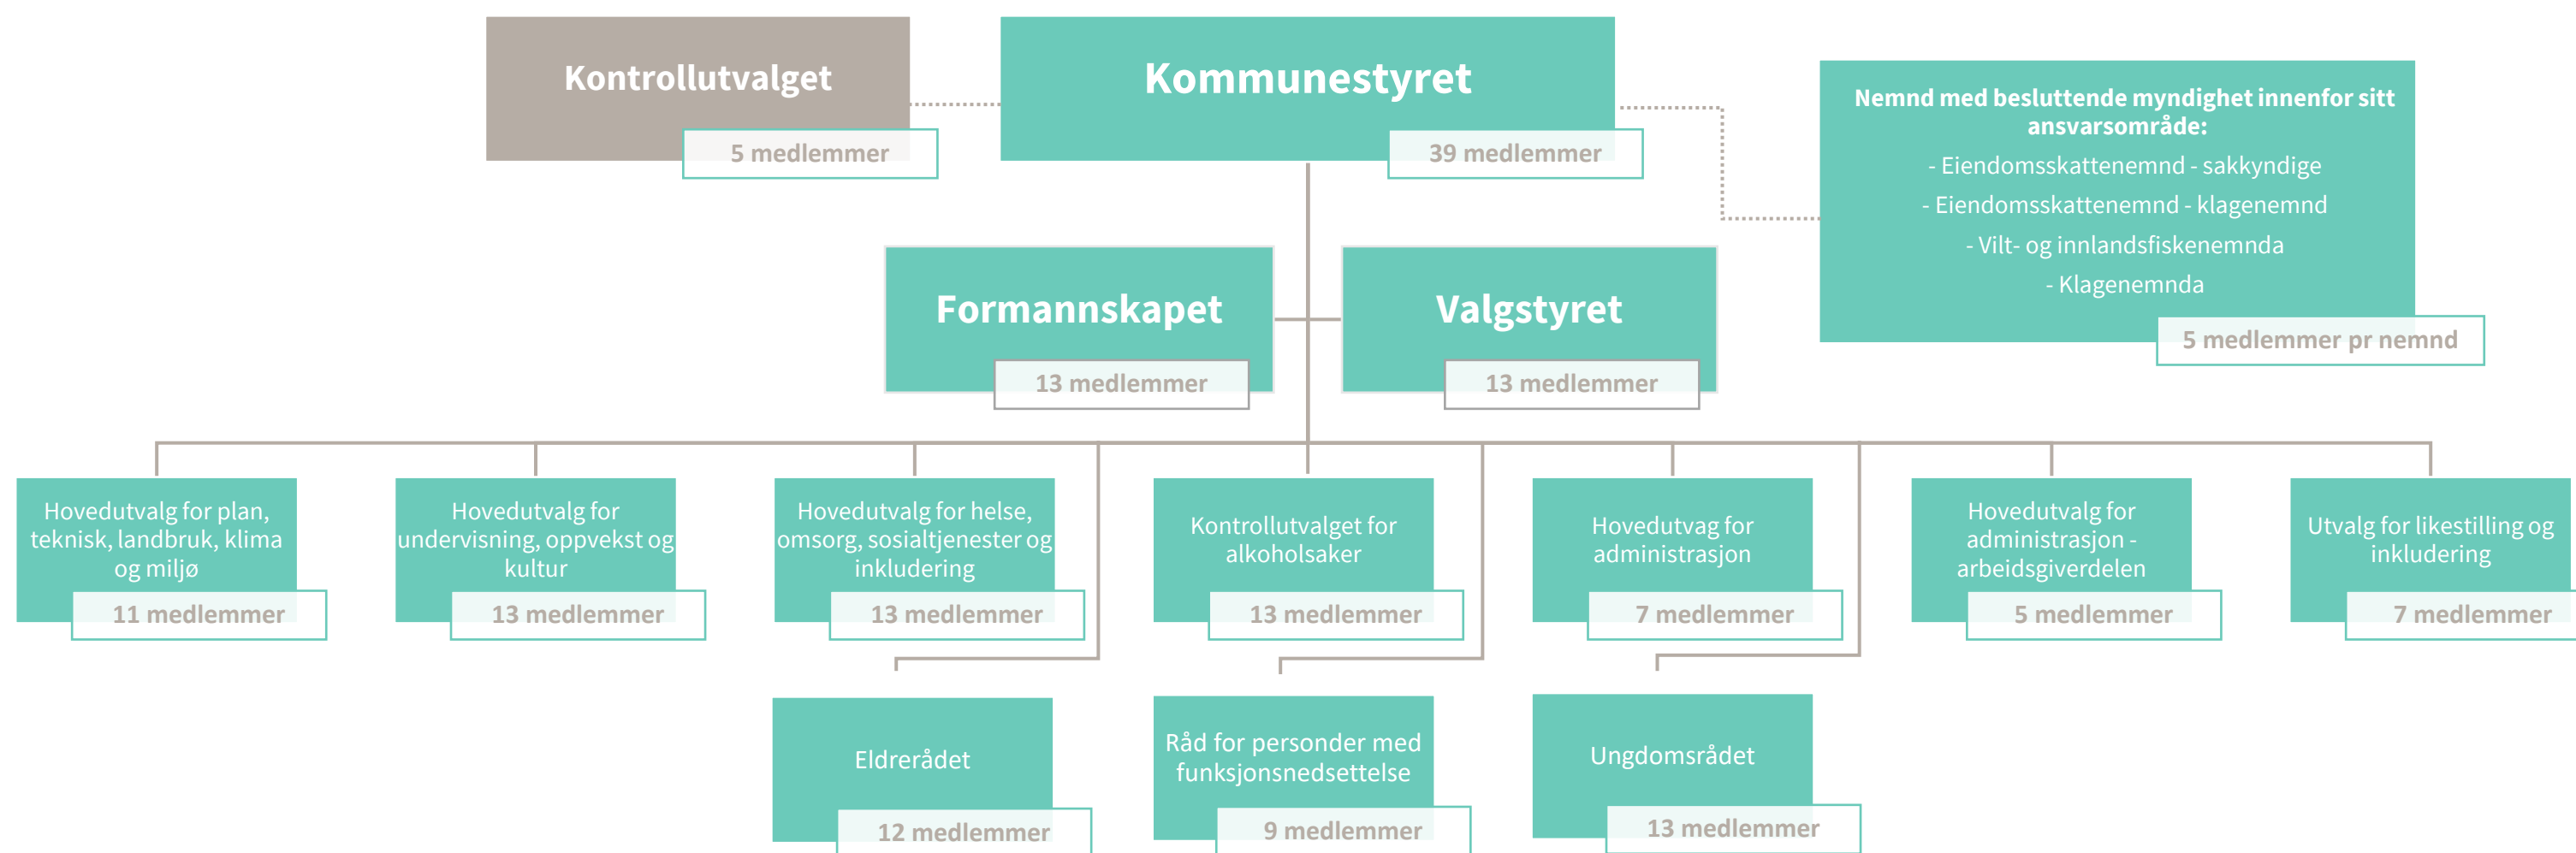 Kontrollutvalget
5 medlemmer
Kommunestyret
39 medlemmer
Nemnd med besluttende myndighet innenfor sitt
ansvarsområde:
- Eiendomsskattenemnd - sakkyndige
- Eiendomsskattenemnd - klagenemnd
- Vilt- og innlandsfiskenemnda
- Klagenemnda
5 medlemmer pr nemnd
Formannskapet
13 medlemmer
Valgstyret
13 medlemmer
Hovedutvalg for plan,
teknisk, landbruk, klima
og miljø
11 medlemmer
Hovedutvalg for
undervisning, oppvekst og
kultur
13 medlemmer
Hovedutvalg for helse,
omsorg, sosialtjenester og
inkludering
13 medlemmer
Kontrollutvalget for
alkoholsaker
13 medlemmer
Hovedutvag for
administrasjon
7 medlemmer
Hovedutvalg for
administrasjon -
arbeidsgiverdelen
5 medlemmer
Utvalg for likestilling og
inkludering
7 medlemmer
Eldrerådet
12 medlemmer
Råd for personder med
funksjonsnedsettelse
9 medlemmer
Ungdomsrådet
13 medlemmer